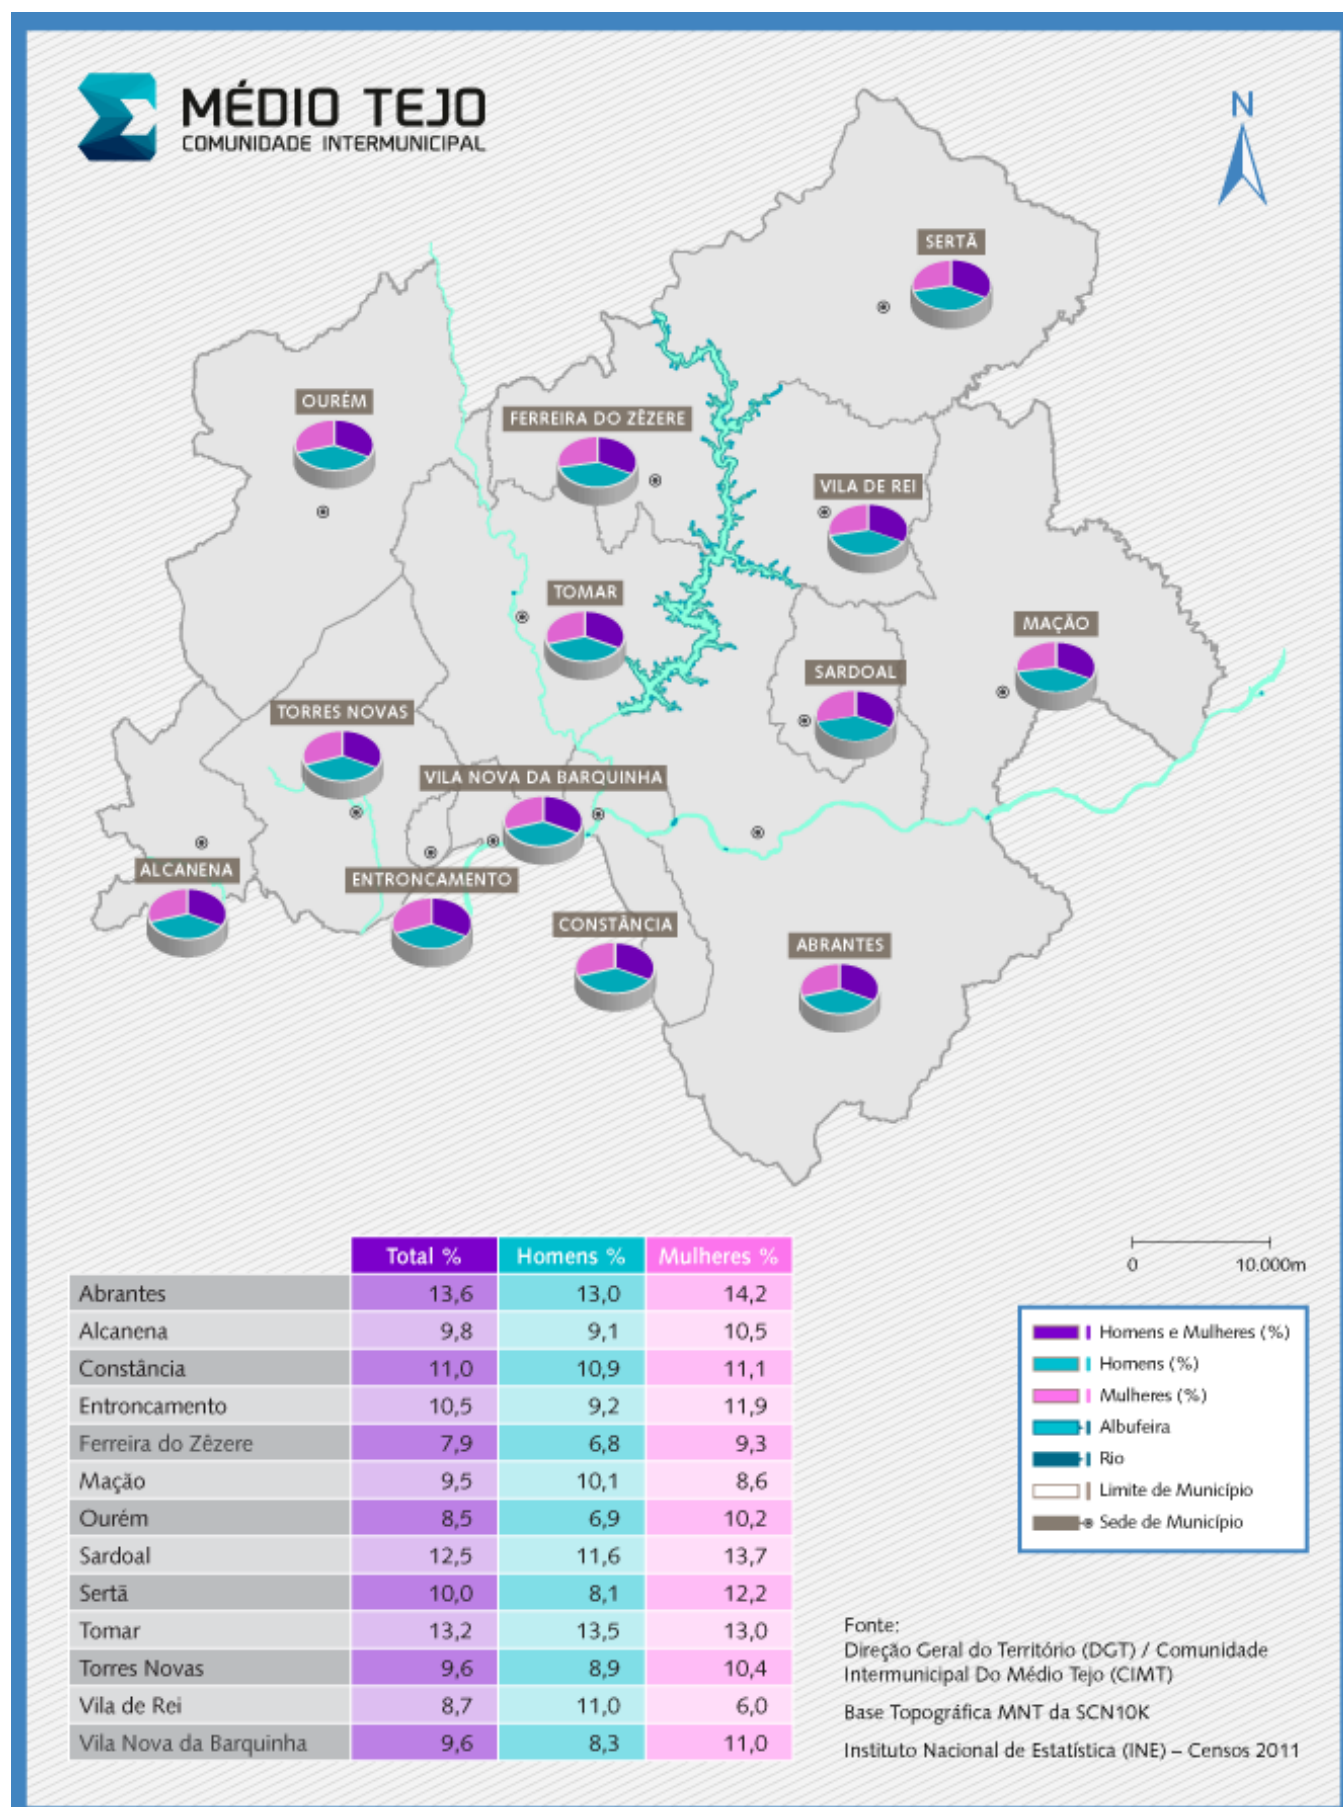 MÉDIO TEJO
COMUNIDADE INTERMUNICIPAL
N
SERTÃ
OURÉM
FERREIRA DO ZÊZERE
VILA DE REI
TOMAR
MAÇÃO
SARDOAL
TORRES NOVAS
VILA NOVA DA BARQUINHA
ALCANENA
ENTRONCAMENTO
CONSTÂNCIA
ABRANTES
Total % Homens % Mulheres %
Abrantes 13,6 13,0 14,2
Alcanena 9,8 9,1 10,5
Constância 11,0 10,9 11,1
Entroncamento 10,5 9,2 11,9
Ferreira do Zêzere 7,9 6,8 9,3
Mação 9,5 10,1 8,6
Ourém 8,5 6,9 10,2
Sardoal 12,5 11,6 13,7
Sertã 10,0 8,1 12,2
Tomar 13,2 13,5 13,0
Torres Novas 9,6 8,9 10,4
Vila de Rei 8,7 11,0 6,0
Vila Nova da Barquinha 9,6 8,3 11,0
0 10.000m
Homens e Mulheres (%)
Homens (%)
Mulheres (%)
Albufeira
Rio
Limite de Município
Sede de Município
Fonte:
Direção Geral do Território (DGT) / Comunidade
Intermunicipal Do Médio Tejo (CIMT)
Base Topográfica MNT da SCN10K
Instituto Nacional de Estatística (INE) – Censos 2011